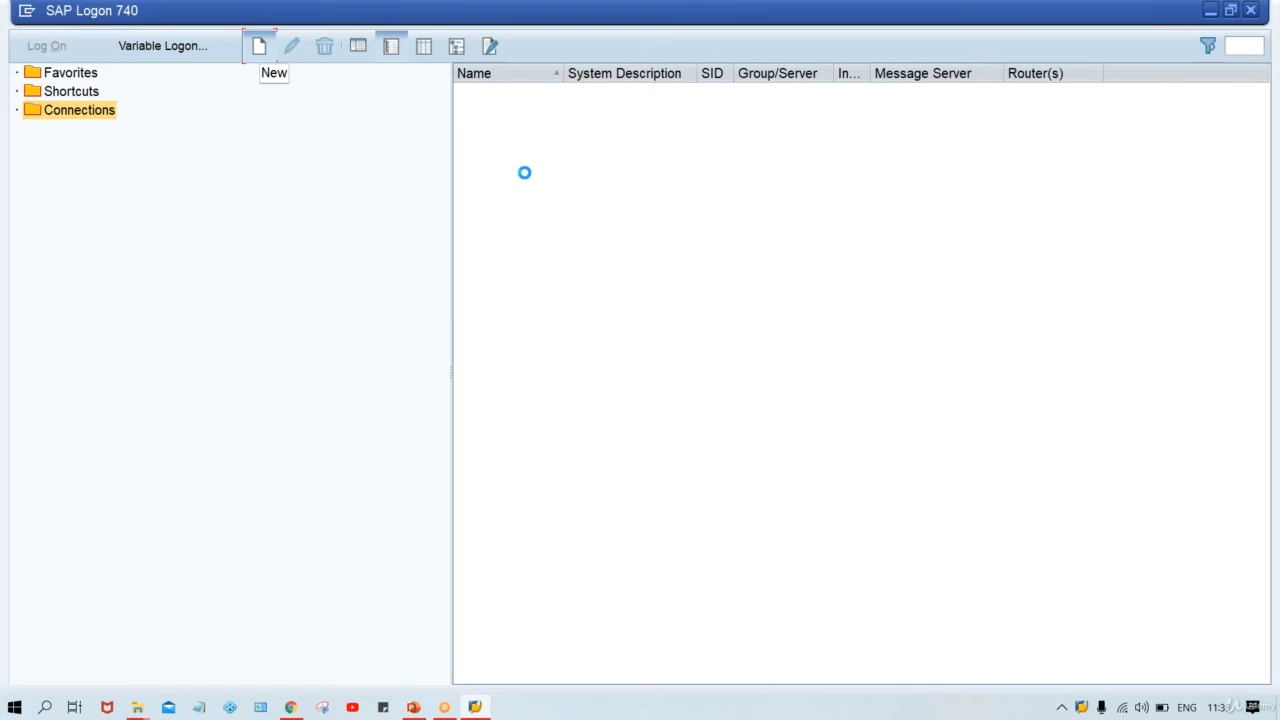 SAP Logon 740
Log On Variable Logon...
New
Favorites
Shortcuts
Connections
Name System Description SID Group/Server In... Message Server Router(s)
ENG
Udemy